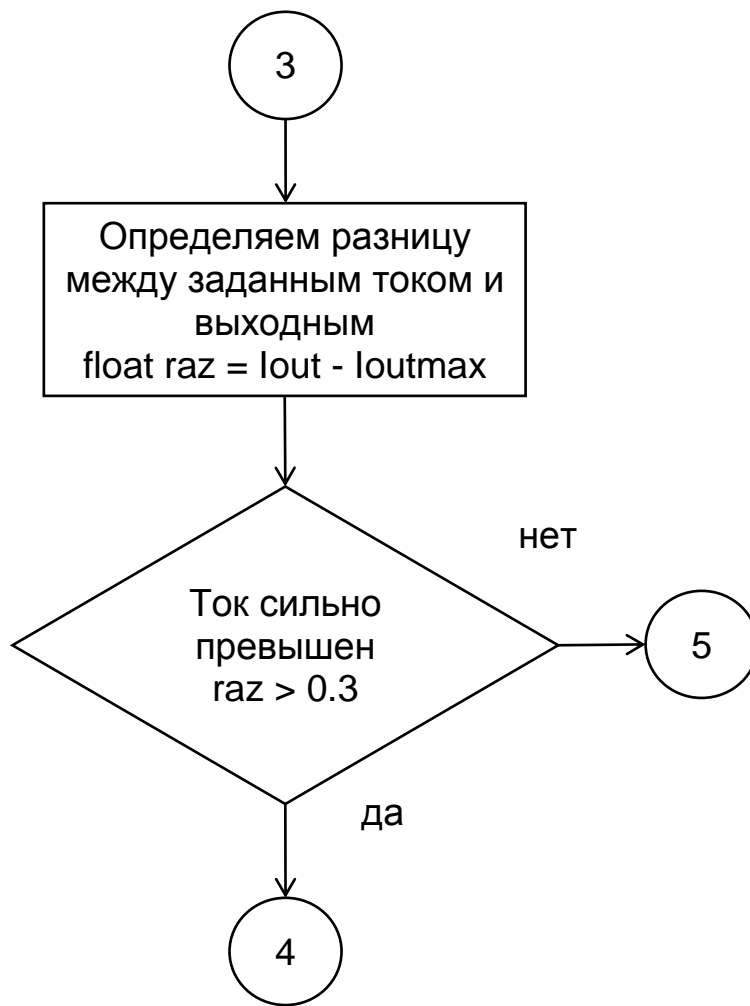 3
Определяем разницу
между заданным током и
выходным
float raz = Iout - Ioutmax
нет
Ток сильно
превышен
raz > 0.3
5
да
4